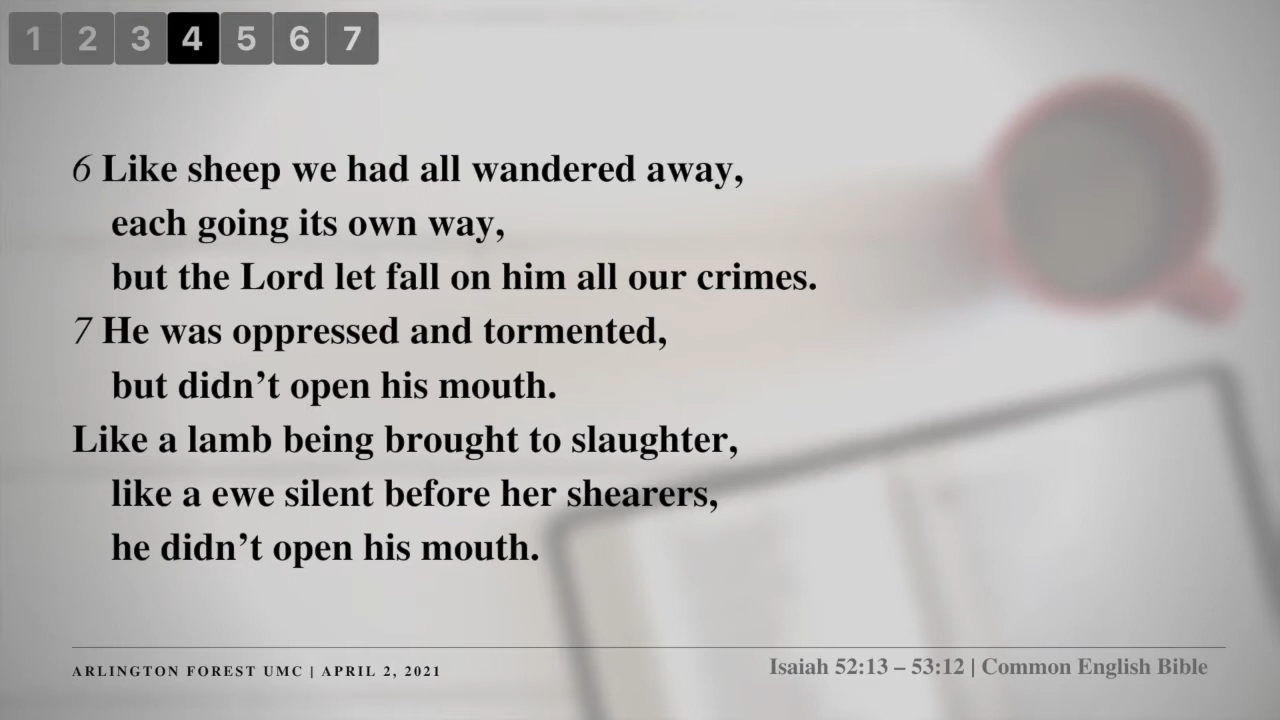 1 2 3 4 5 6 7
6 Like sheep we had all wandered away,
each going its own way,
but the Lord let fall on him all our crimes.
7 He was oppressed and tormented,
but didn’t open his mouth.
Like a lamb being brought to slaughter,
like a ewe silent before her shearers,
he didn’t open his mouth.
ARLINGTON FOREST UMC | APRIL 2, 2021
Isaiah 52:13 – 53:12 | Common English Bible